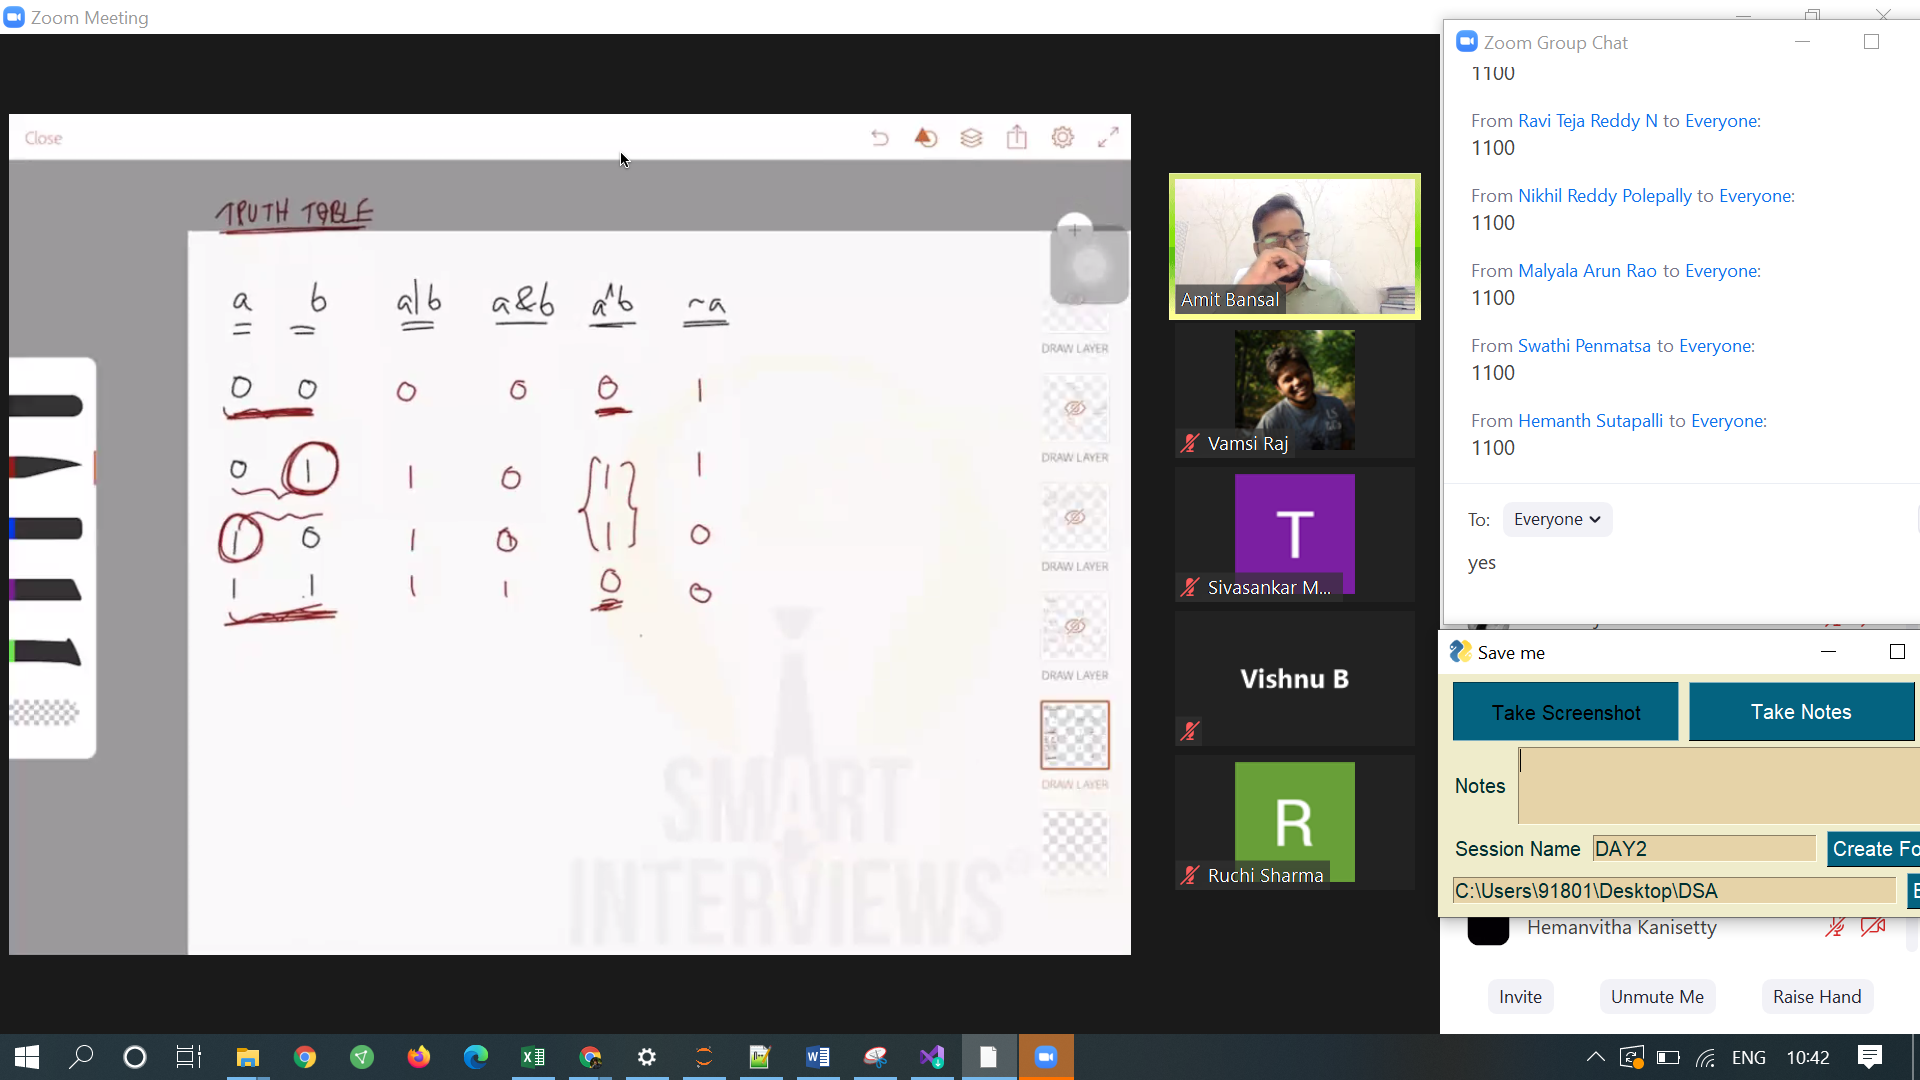 Zoom Meeting
Close
TRUTH TABLE
a b a|b a&b a^b ~a
0 0 0 0 0 1
0 1 1 0 1 1
1 0 1 0 1 0
1 1 1 1 0 0
SMART
INTERVIEWS
DRAW LAYER
DRAW LAYER
DRAW LAYER
DRAW LAYER
DRAW LAYER
Amit Bansal
Vamsi Raj
T
Sivasankar M...
Vishnu B
R
Ruchi Sharma
Zoom Group Chat
1100
From Ravi Teja Reddy N to Everyone:
1100
From Nikhil Reddy Polepally to Everyone:
1100
From Malyala Arun Rao to Everyone:
1100
From Swathi Penmatsa to Everyone:
1100
From Hemanth Sutapalli to Everyone:
1100
To: Everyone
yes
Save me
Take Screenshot Take Notes
Notes
Session Name DAY2 Create Fo
C:\Users\91801\Desktop\DSA
Hemanvitha Kanisetty
Invite Unmute Me Raise Hand
ENG 10:42